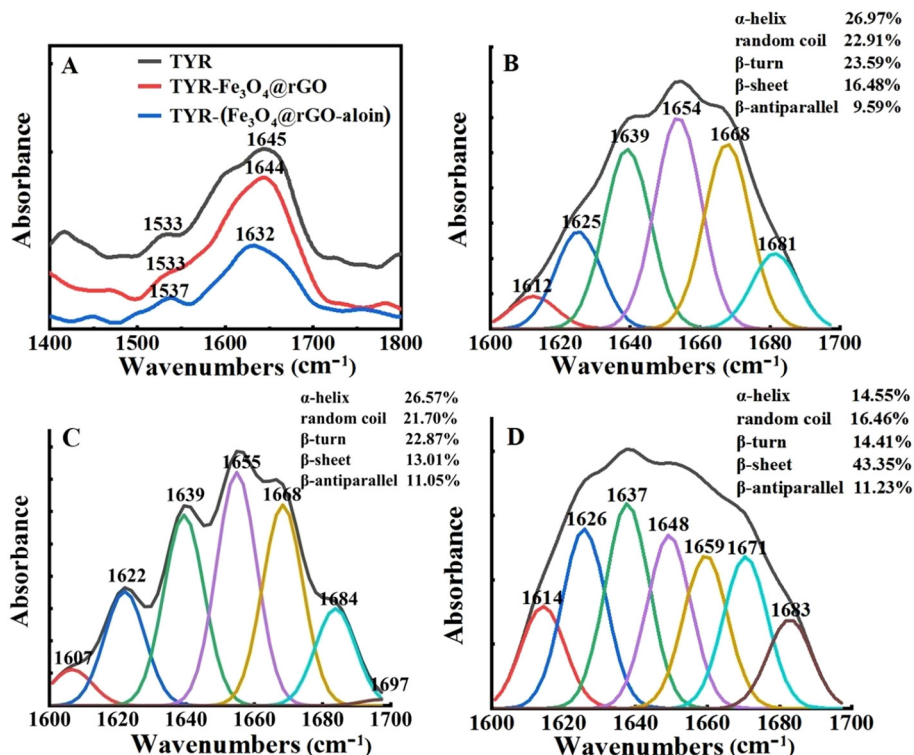 A
TYR
TYR-Fe₃O₄@rGO
TYR-(Fe₃O₄@rGO-aloin)
1645
1644
1533
1632
1533
1537
Absorbance
1400 1500 1600 1700 1800
Wavenumbers (cm⁻¹)
B
α-helix 26.97%
random coil 22.91%
β-turn 23.59%
β-sheet 16.48%
β-antiparallel 9.59%
1654
1639
1668
1625
1681
1612
Absorbance
1600 1620 1640 1660 1680 1700
Wavenumbers (cm⁻¹)
C
α-helix 26.57%
random coil 21.70%
β-turn 22.87%
β-sheet 13.01%
β-antiparallel 11.05%
1655
1639
1668
1622
1684
1607
1697
Absorbance
1600 1620 1640 1660 1680 1700
Wavenumbers (cm⁻¹)
D
α-helix 14.55%
random coil 16.46%
β-turn 14.41%
β-sheet 43.35%
β-antiparallel 11.23%
1637
1626
1648
1659
1671
1614
1683
Absorbance
1600 1620 1640 1660 1680 1700
Wavenumbers (cm⁻¹)